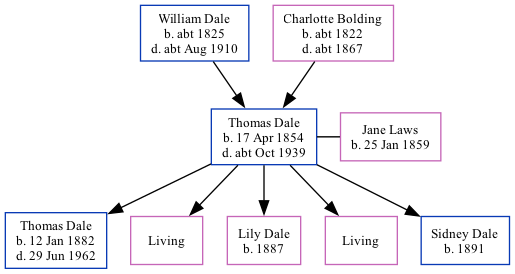 William Dale
b. abt 1825
d. abt Aug 1910
Charlotte Bolding
b. abt 1822
d. abt 1867
Thomas Dale
b. 17 Apr 1854
d. abt Oct 1939
Jane Laws
b. 25 Jan 1859
Thomas Dale
b. 12 Jan 1882
d. 29 Jun 1962
Living
Lily Dale
b. 1887
Living
Sidney Dale
b. 1891